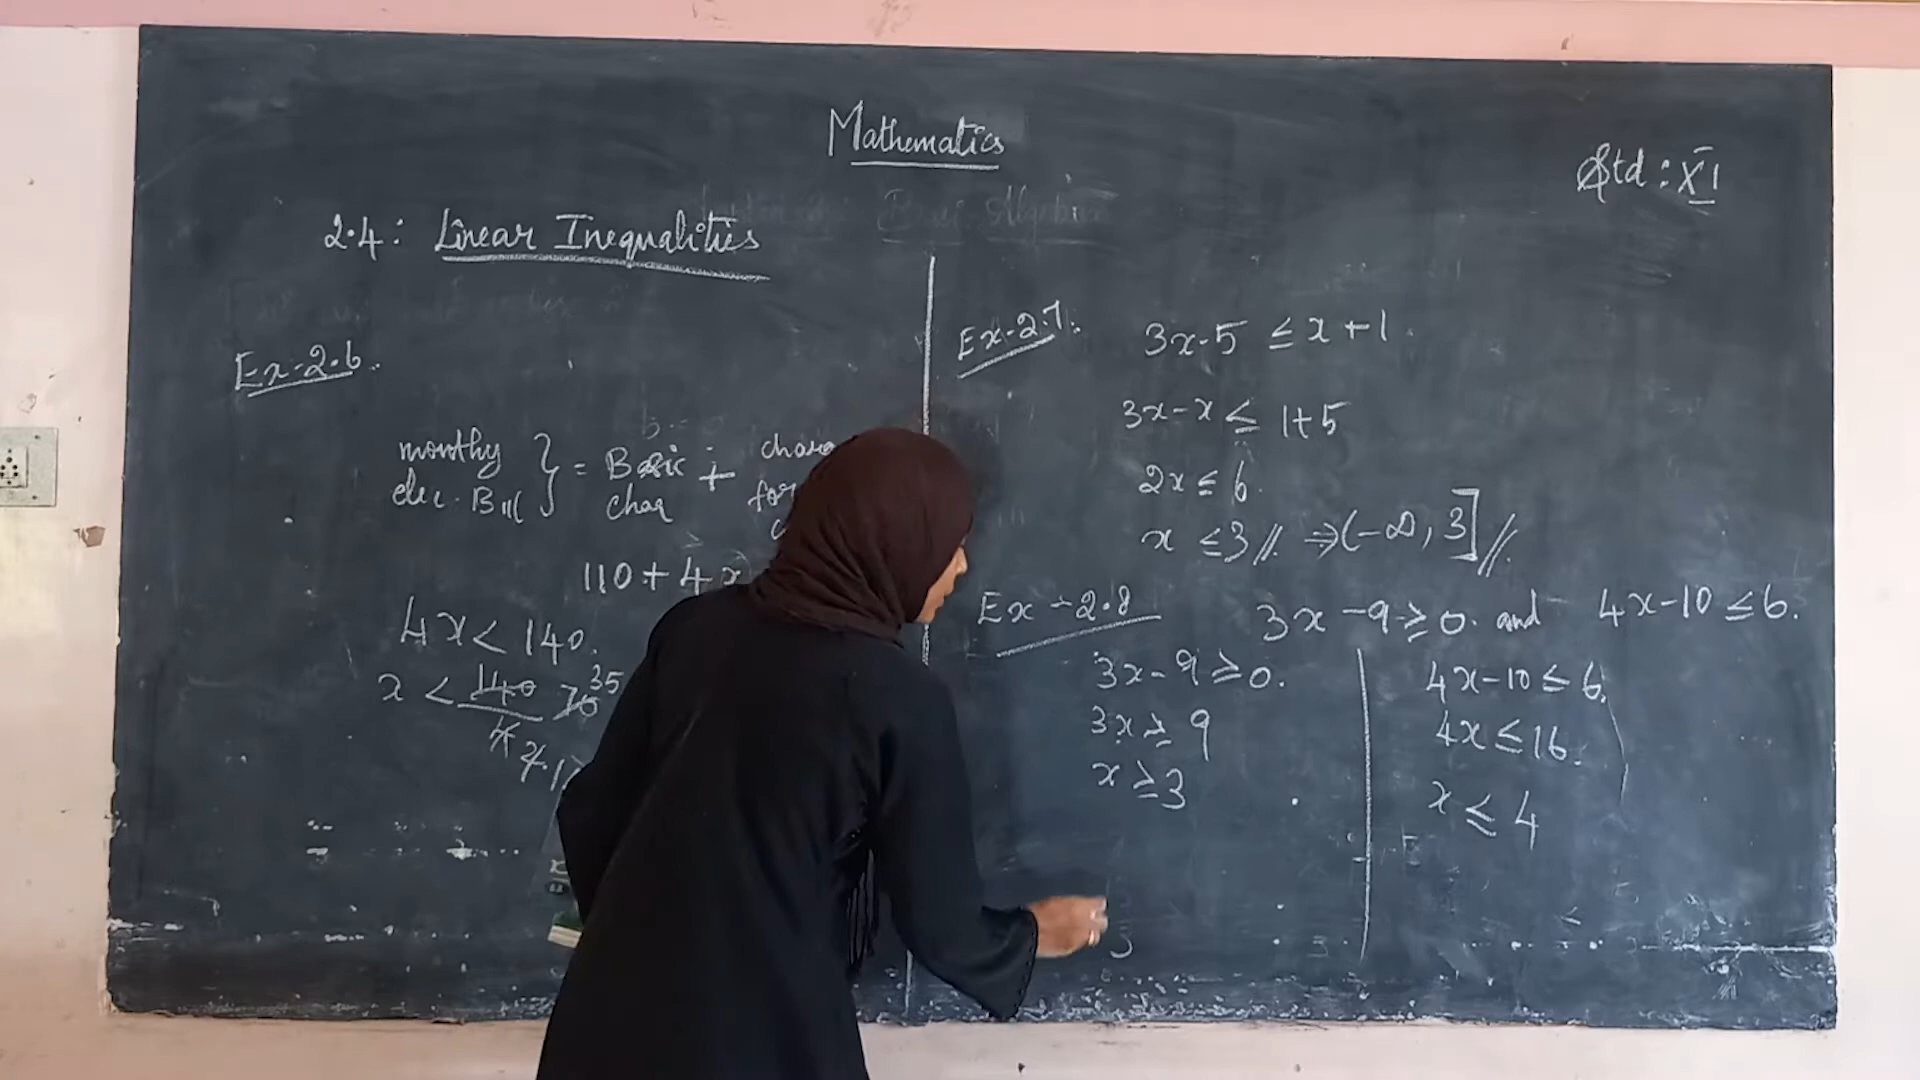 Mathematics
Std : XI
2.4: Linear Inequalities
Ex-2.6.
monthy
elec. Bill } = Basic char + 
for
110 + 4x
4x < 140.
x < 140 70 35
4 2
Ex-2.7:
3x-5 ≤ x+1.
3x-x ≤ 1+5
2x ≤ 6.
x ≤ 3// → (-∞, 3]//.
Ex-2.8
3x-9 ≥ 0. and 4x-10 ≤ 6.
3x-9 ≥ 0.
3x ≥ 9
x ≥ 3
4x-10 ≤ 6.
4x ≤ 16.
x ≤ 4